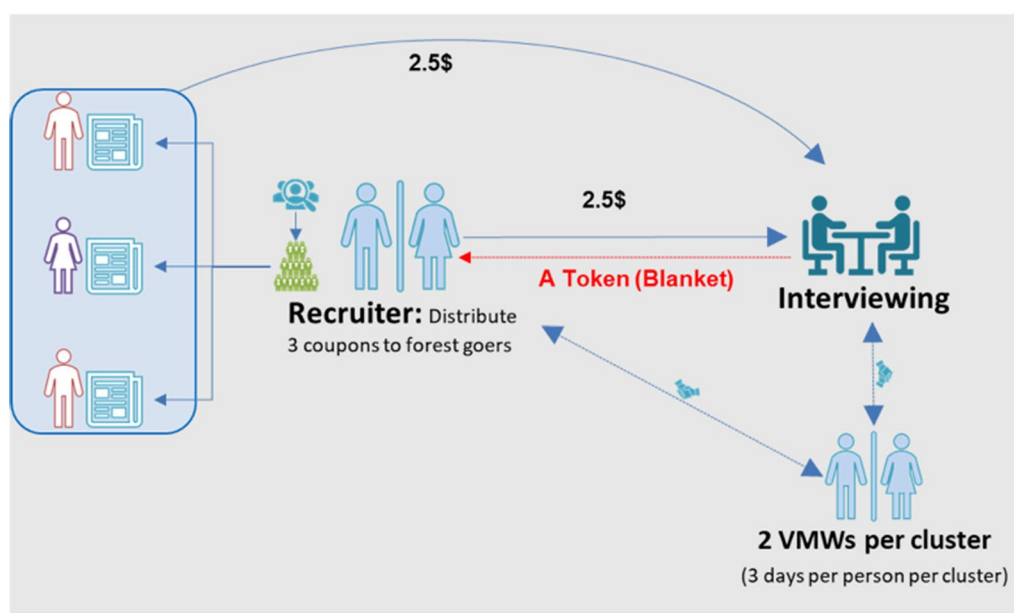 2.5$
2.5$
A Token (Blanket)
Interviewing
Recruiter: Distribute
3 coupons to forest goers
2 VMWs per cluster
(3 days per person per cluster)